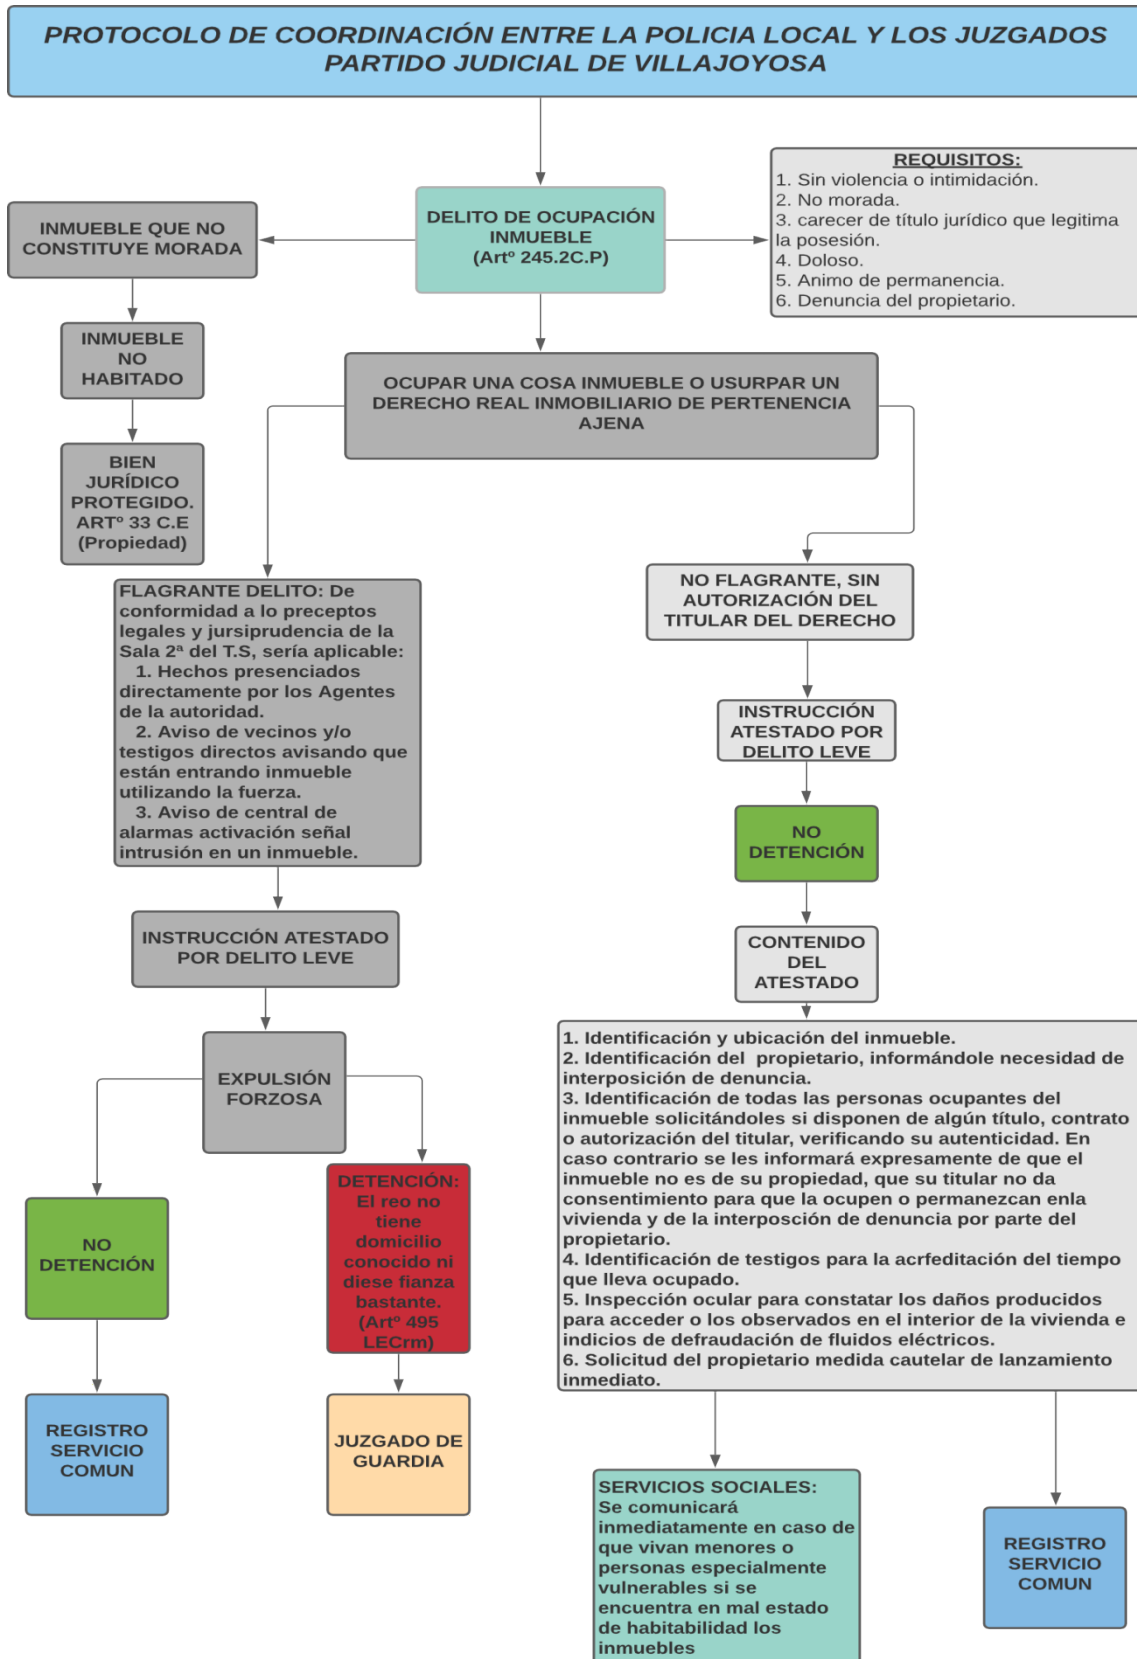 PROTOCOLO DE COORDINACIÓN ENTRE LA POLICIA LOCAL Y LOS JUZGADOS
PARTIDO JUDICIAL DE VILLAJOYOSA
REQUISITOS:
1. Sin violencia o intimidación.
2. No morada.
3. carecer de título jurídico que legitima
la posesión.
4. Doloso.
5. Animo de permanencia.
6. Denuncia del propietario.
DELITO DE OCUPACIÓN
INMUEBLE
(Artº 245.2C.P)
INMUEBLE QUE NO
CONSTITUYE MORADA
INMUEBLE
NO
HABITADO
BIEN
JURÍDICO
PROTEGIDO.
ARTº 33 C.E
(Propiedad)
OCUPAR UNA COSA INMUEBLE O USURPAR UN
DERECHO REAL INMOBILIARIO DE PERTENENCIA
AJENA
FLAGRANTE DELITO: De
conformidad a lo preceptos
legales y jursiprudencia de la
Sala 2ª del T.S, sería aplicable:
1. Hechos presenciados
directamente por los Agentes
de la autoridad.
2. Aviso de vecinos y/o
testigos directos avisando que
están entrando inmueble
utilizando la fuerza.
3. Aviso de central de
alarmas activación señal
intrusión en un inmueble.
INSTRUCCIÓN ATESTADO
POR DELITO LEVE
EXPULSIÓN
FORZOSA
NO
DETENCIÓN
DETENCIÓN:
El reo no
tiene
domicilio
conocido ni
diese fianza
bastante.
(Artº 495
LECrm)
REGISTRO
SERVICIO
COMUN
JUZGADO DE
GUARDIA
NO FLAGRANTE, SIN
AUTORIZACIÓN DEL
TITULAR DEL DERECHO
INSTRUCCIÓN
ATESTADO POR
DELITO LEVE
NO
DETENCIÓN
CONTENIDO
DEL
ATESTADO
1. Identificación y ubicación del inmueble.
2. Identificación del propietario, informándole necesidad de
interposición de denuncia.
3. Identificación de todas las personas ocupantes del
inmueble solicitándoles si disponen de algún título, contrato
o autorización del titular, verificando su autenticidad. En
caso contrario se les informará expresamente de que el
inmueble no es de su propiedad, que su titular no da
consentimiento para que la ocupen o permanezcan enla
vivienda y de la interposción de denuncia por parte del
propietario.
4. Identificación de testigos para la acrfeditación del tiempo
que lleva ocupado.
5. Inspección ocular para constatar los daños producidos
para acceder o los observados en el interior de la vivienda e
indicios de defraudación de fluidos eléctricos.
6. Solicitud del propietario medida cautelar de lanzamiento
inmediato.
SERVICIOS SOCIALES:
Se comunicará
inmediatamente en caso de
que vivan menores o
personas especialmente
vulnerables si se
encuentra en mal estado
de habitabilidad los
inmuebles
REGISTRO
SERVICIO
COMUN